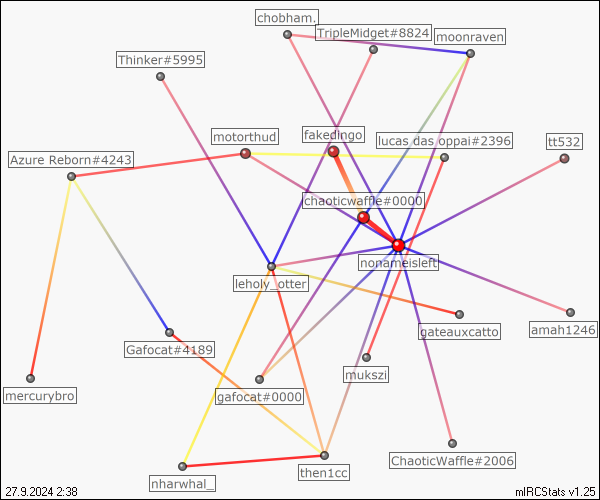 chobham.
TripleMidget#8824
moonraven
Thinker#5995
motorthud
fakedingo
lucas das oppai#2396
tt532
Azure Reborn#4243
chaoticwaffle#0000
nonameisleft
leholy_otter
gateauxcatto
amah1246
Gafocat#4189
mukszi
mercurybro
gafocat#0000
ChaoticWaffle#2006
then1cc
nharwhal_
27.9.2024 2:38
mIRCStats v1.25